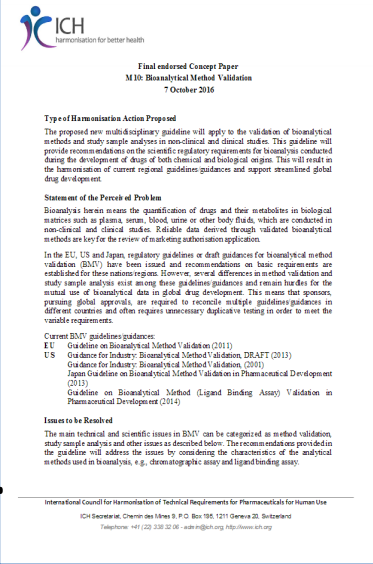 ICH
harmonisation for better health
Final endorsed Concept Paper
M10: Bioanalytical Method Validation
7 October 2016
Type of Harmonisation Action Proposed
The proposed new multidisciplinary guideline will apply to the validation of bioanalytical
methods and study sample analyses in non-clinical and clinical studies. This guideline will
provide recommendations on the scientific regulatory requirements for bioanalysis conducted
during the development of drugs of both chemical and biological origins. This will result in
the harmonisation of current regional guidelines/guidances and support streamlined global
drug development.
Statement of the Perceived Problem
Bioanalysis herein means the quantification of drugs and their metabolites in biological
matrices such as plasma, serum, blood, urine or other body fluids, which are conducted in
non-clinical and clinical studies. Reliable data derived through validated bioanalytical
methods are key for the review of marketing authorisation application.
In the EU, US and Japan, regulatory guidelines or draft guidances for bioanalytical method
validation (BMV) have been issued and recommendations on basic requirements are
established for these nations/regions. However, several differences in method validation and
study sample analysis exist among these guidelines/guidances and remain hurdles for the
mutual use of bioanalytical data in global drug development. This means that sponsors,
pursuing global approvals, are required to reconcile multiple guidelines/guidances in
different countries and often requires unnecessary duplicative testing in order to meet the
variable requirements.
Current BMV guidelines/guidances:
EU Guideline on Bioanalytical Method Validation (2011)
US Guidance for Industry: Bioanalytical Method Validation, DRAFT (2013)
Guidance for Industry: Bioanalytical Method Validation, (2001)
Japan Guideline on Bioanalytical Method Validation in Pharmaceutical Development
(2013)
Guideline on Bioanalytical Method (Ligand Binding Assay) Validation in
Pharmaceutical Development (2014)
Issues to be Resolved
The main technical and scientific issues in BMV can be categorized as method validation,
study sample analysis and other issues as described below. The recommendations provided in
the guideline will address the issues by considering the characteristics of the analytical
methods used in bioanalysis, e.g., chromatographic assay and ligand binding assay.
International Council for Harmonisation of Technical Requirements for Pharmaceuticals for Human Use
ICH Secretariat, Chemin des Mines 9, P.O. Box 195, 1211 Geneva 20, Switzerland
Telephone: +41 (22) 338 32 06 - admin@ich.org, http://www.ich.org